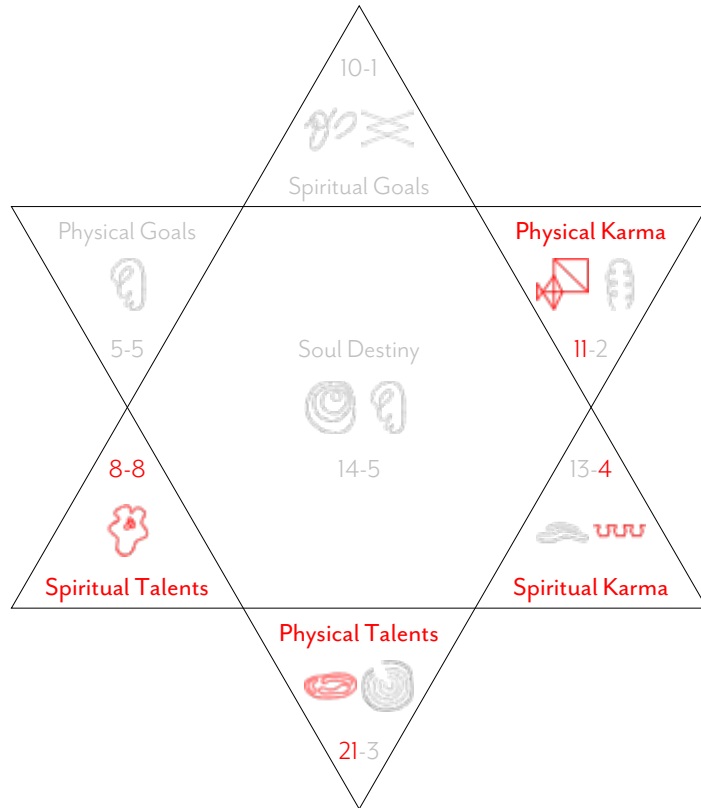 10-1
Spiritual Goals
Physical Goals
5-5
Physical Karma
11-2
Soul Destiny
14-5
8-8
Spiritual Talents
13-4
Spiritual Karma
Physical Talents
21-3